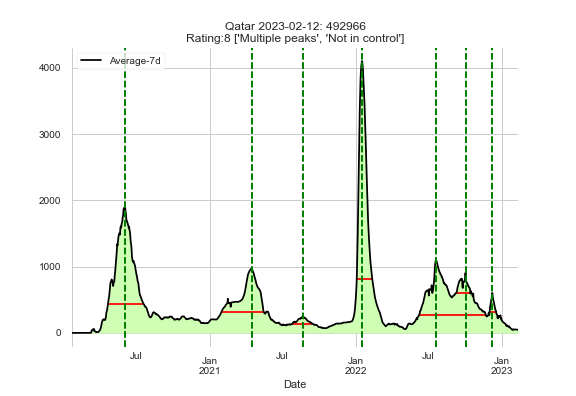 Qatar 2023-02-12: 492966
Rating:8 ['Multiple peaks', 'Not in control']
Average-7d
4000
3000
2000
1000
0
Jul
Jan
2021
Jul
Jan
2022
Jul
Jan
2023
Date